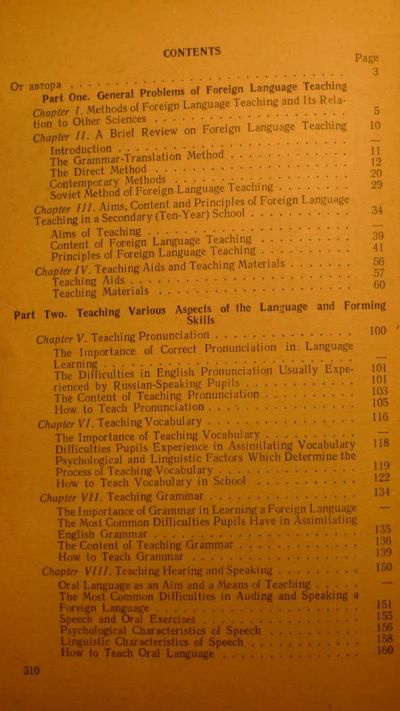 CONTENTS
Page
От автора . . . . . . . . . . . . . . . . . . . . 3
Part One. General Problems of Foreign Language Teaching
Chapter I. Methods of Foreign Language Teaching and Its Rela-
tion to Other Sciences . . . . . . . . . . . . . . 5
Chapter II. A Brief Review on Foreign Language Teaching 10
Introduction . . . . . . . . . . . . . . . . —
The Grammar-Translation Method . . . . . . . . 11
The Direct Method . . . . . . . . . . . . . . 12
Contemporary Methods . . . . . . . . . . . . 20
Soviet Method of Foreign Language Teaching . . . . . 29
Chapter III. Aims, Content and Principles of Foreign Language
Teaching in a Secondary (Ten-Year) School . . . . . . 34
Aims of Teaching . . . . . . . . . . . . . . —
Content of Foreign Language Teaching . . . . . . . 39
Principles of Foreign Language Teaching . . . . . . 41
Chapter IV. Teaching Aids and Teaching Materials . . . . 56
Teaching Aids . . . . . . . . . . . . . . . . 57
Teaching Materials . . . . . . . . . . . . . . 60
Part Two. Teaching Various Aspects of the Language and Forming
Skills
Chapter V. Teaching Pronunciation . . . . . . . . . . 100
The Importance of Correct Pronunciation in Language
Learning . . . . . . . . . . . . . . . . . . —
The Difficulties in English Pronunciation Usually Expe-
rienced by Russian-Speaking Pupils . . . . . . . . 101
The Content of Teaching Pronunciation . . . . . . . 103
How to Teach Pronunciation . . . . . . . . . . . 105
Chapter VI. Teaching Vocabulary . . . . . . . . . . 116
The Importance of Teaching Vocabulary . . . . . . . —
Difficulties Pupils Experience in Assimilating Vocabulary 118
Psychological and Linguistic Factors Which Determine the
Process of Teaching Vocabulary . . . . . . . . . 119
How to Teach Vocabulary in School . . . . . . . . 122
Chapter VII. Teaching Grammar . . . . . . . . . . . 134
The Importance of Grammar in Learning a Foreign Language —
The Most Common Difficulties Pupils Have in Assimilating
English Grammar . . . . . . . . . . . . . . . 135
The Content of Teaching Grammar . . . . . . . . . 136
How to Teach Grammar . . . . . . . . . . . . . 139
Chapter VIII. Teaching Hearing and Speaking . . . . . . 150
Oral Language as an Aim and a Means of Teaching . . . —
The Most Common Difficulties in Auding and Speaking a
Foreign Language . . . . . . . . . . . . . . . 151
Speech and Oral Exercises . . . . . . . . . . . . 155
Psychological Characteristics of Speech . . . . . . . 156
Linguistic Characteristics of Speech . . . . . . . . 158
How to Teach Oral Language . . . . . . . . . . . 160
310